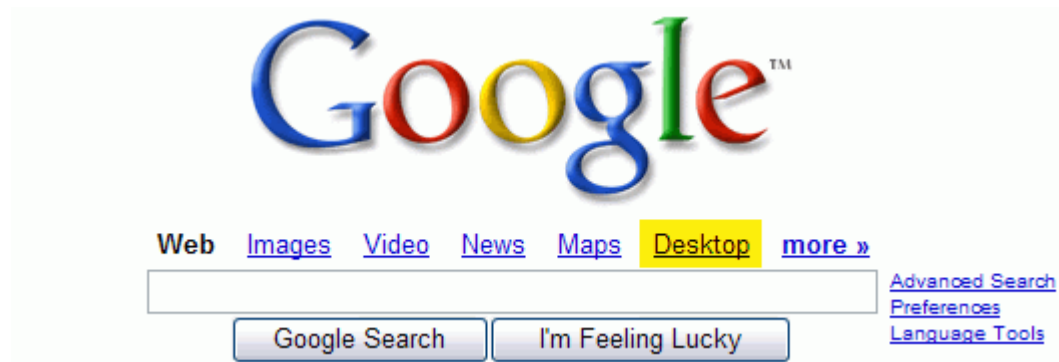 Google™
Web Images Video News Maps Desktop more »
Advanced Search
Preferences
Language Tools
Google Search I'm Feeling Lucky